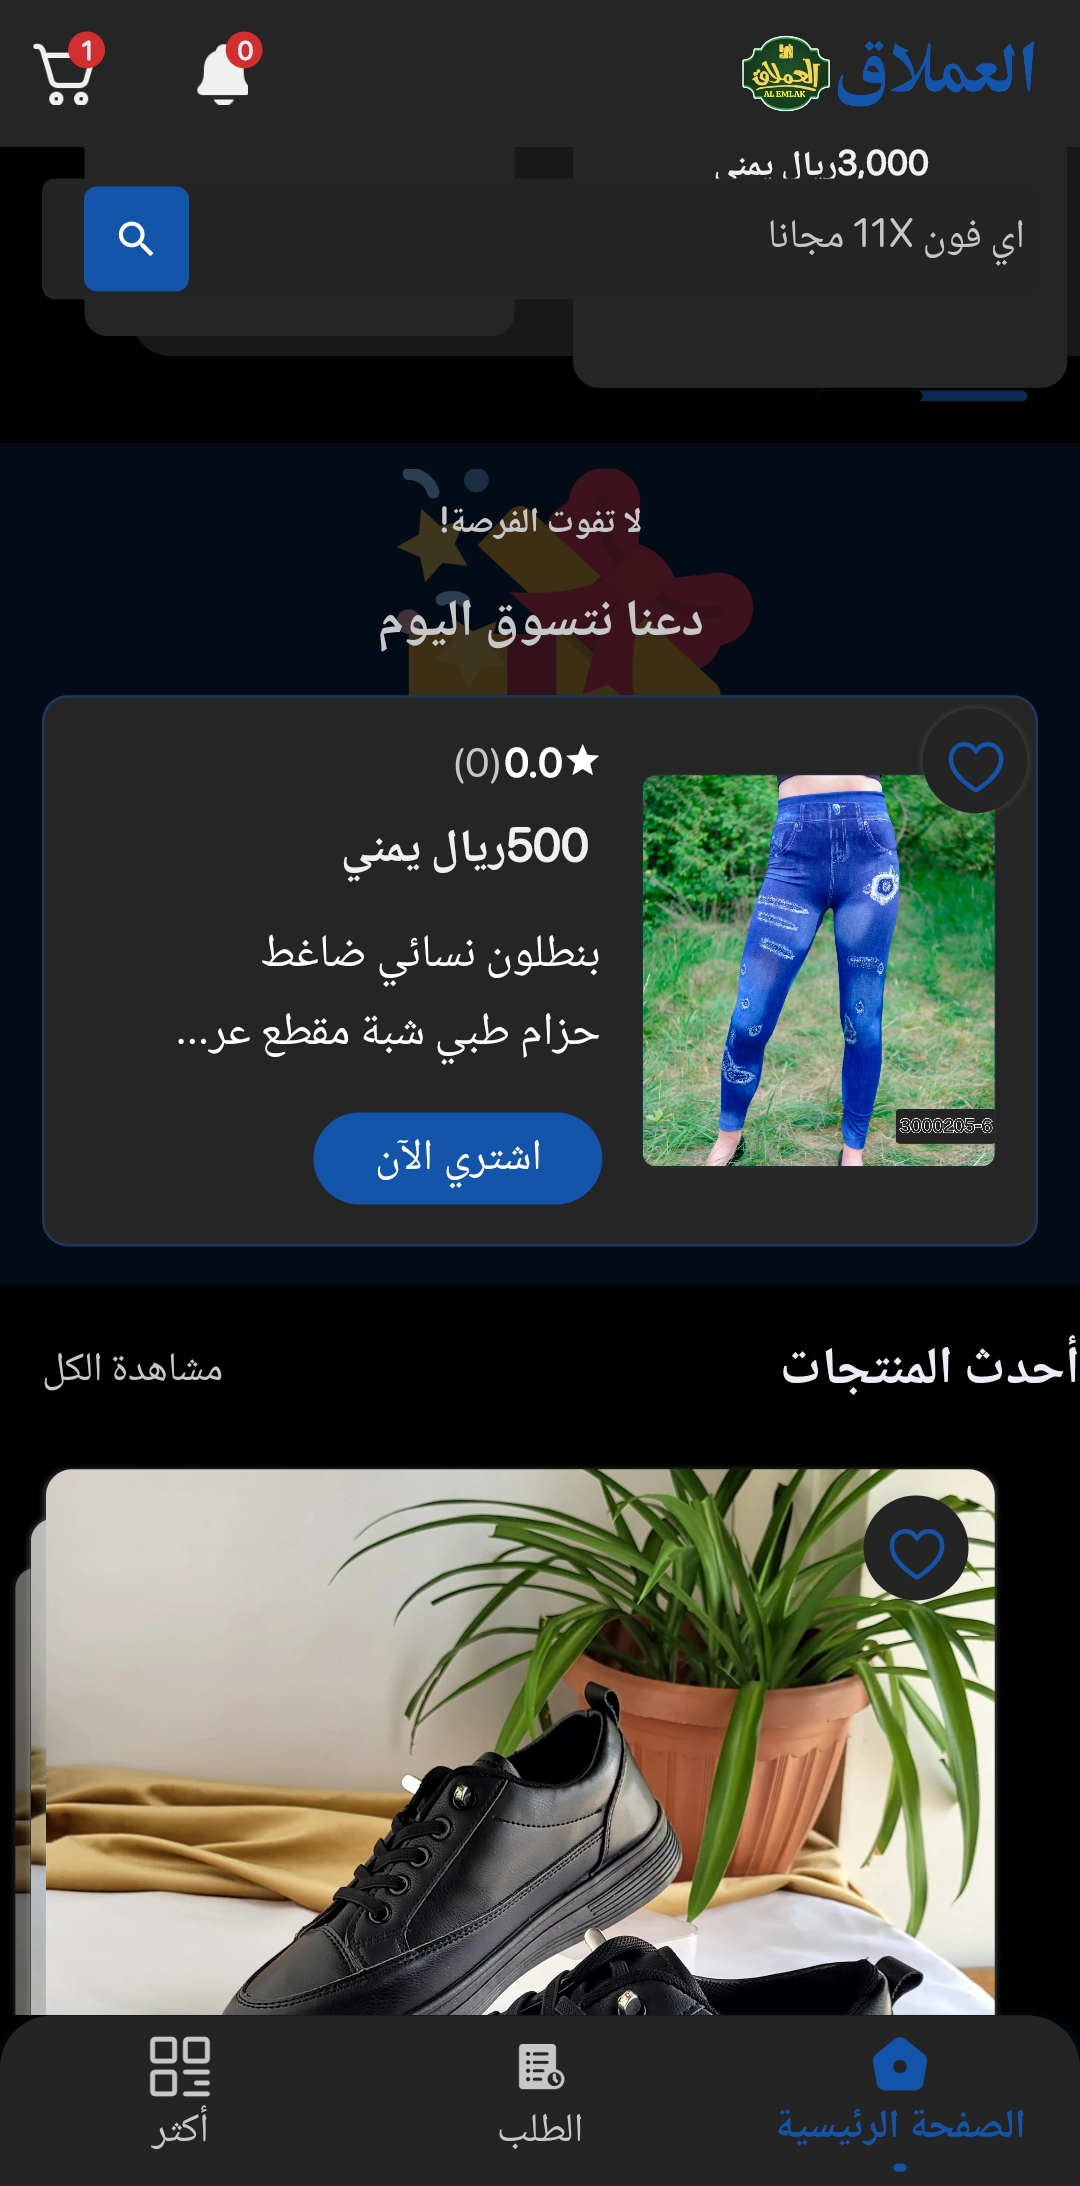 العملاق
العملاق
AL EMLAK
0
1
3,000ريال يمني
اي فون 11X مجانا
لا تفوت الفرصة!
دعنا نتسوق اليوم
0.0(0)
500ريال يمني
بنطلون نسائي ضاغط
حزام طبي شبة مقطع عر...
3000205-6
اشتري الآن
أحدث المنتجات
مشاهدة الكل
الصفحة الرئيسية
الطلب
أكثر